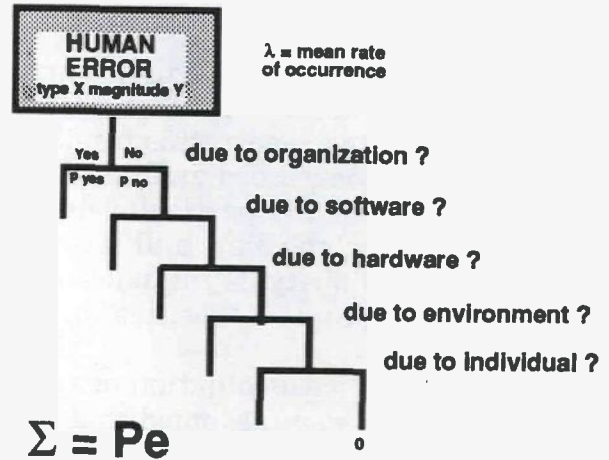 HUMAN
ERROR
type X magnitude Y
λ = mean rate
of occurrence
Yes No
due to organization ?
P yes P no
due to software ?
due to hardware ?
due to environment ?
due to individual ?
Σ = Pe
0